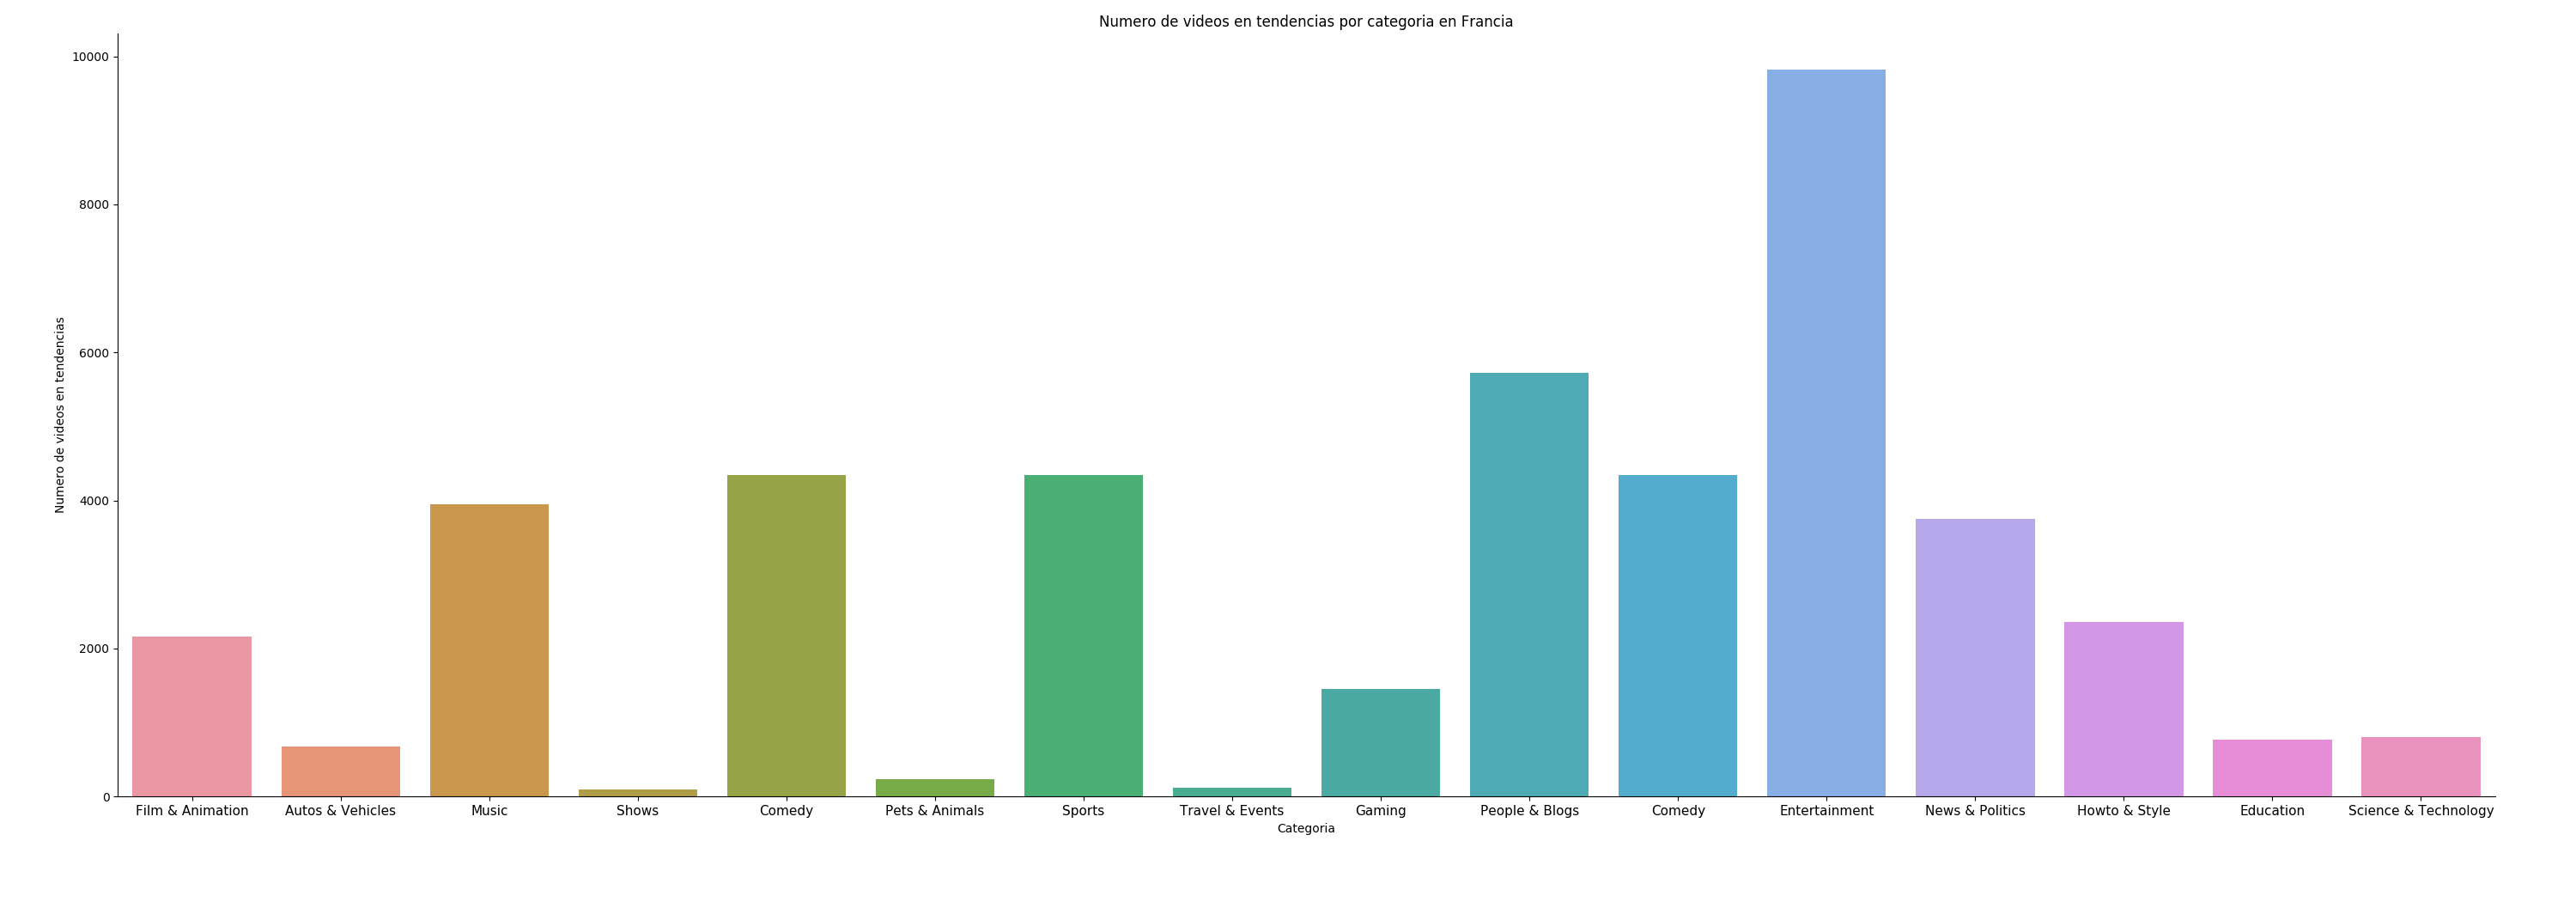 Numero de videos en tendencias por categoria en Francia
Numero de videos en tendencias
10000
8000
6000
4000
2000
0
Film & Animation
Autos & Vehicles
Music
Shows
Comedy
Pets & Animals
Sports
Travel & Events
Gaming
People & Blogs
Comedy
Entertainment
News & Politics
Howto & Style
Education
Science & Technology
Categoria